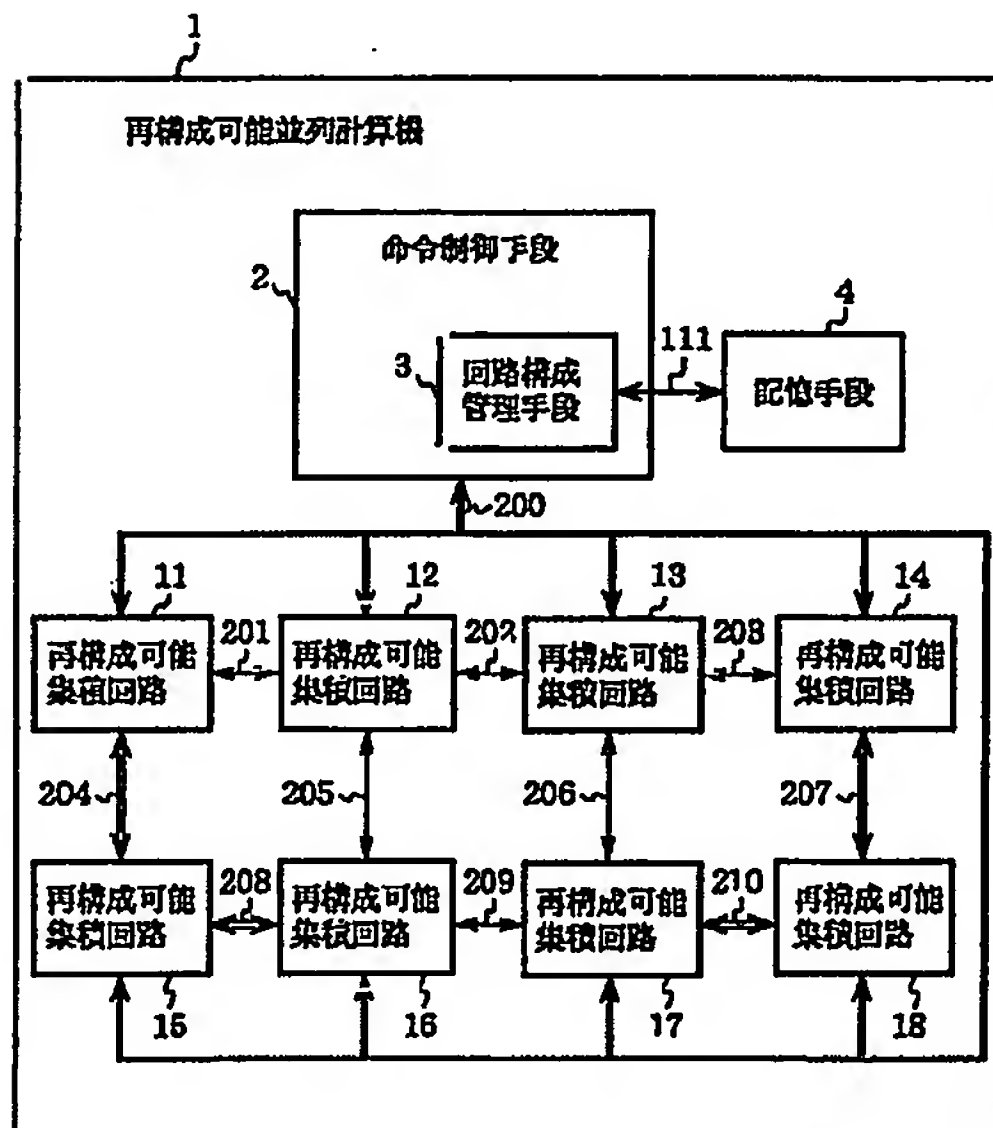 1
再構成可能並列計算機
命令制御手段
2
4
3
111
回路構成
管理手段
記憶手段
200
11
12
13
14
201
202
203
再構成可能
集積回路
再構成可能
集積回路
再構成可能
集積回路
再構成可能
集積回路
204
205
206
207
208
209
210
再構成可能
集積回路
再構成可能
集積回路
再構成可能
集積回路
再構成可能
集積回路
15
16
17
18